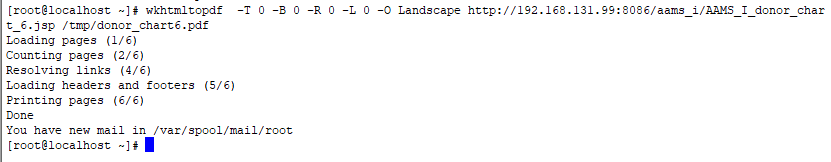 [root@localhost ~]# wkhtmltopdf  -T 0 -B 0 -R 0 -L 0 -O Landscape http://192.168.131.99:8086/aams_i/AAMS_I_donor_char
t_6.jsp /tmp/donor_chart6.pdf
Loading pages (1/6)
Counting pages (2/6)
Resolving links (4/6)
Loading headers and footers (5/6)
Printing pages (6/6)
Done
You have new mail in /var/spool/mail/root
[root@localhost ~]#